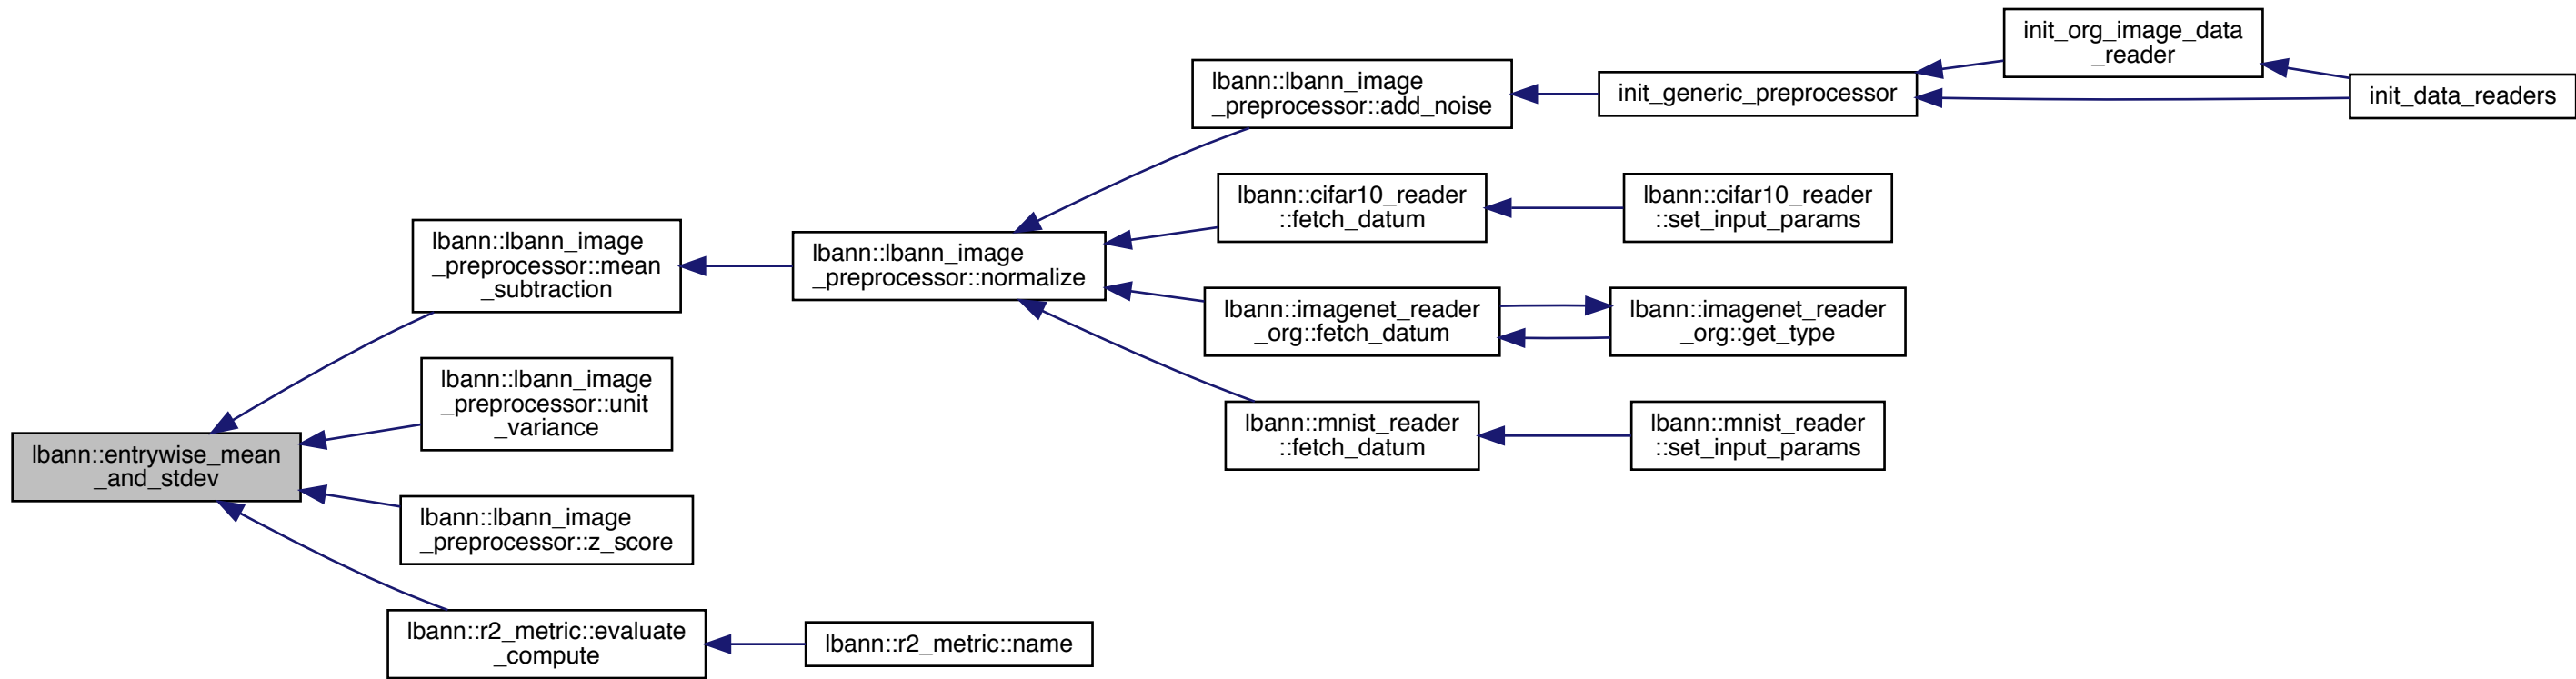 init_org_image_data
_reader
lbann::lbann_image
_preprocessor::add_noise
init_generic_preprocessor
init_data_readers
lbann::cifar10_reader
::fetch_datum
lbann::cifar10_reader
::set_input_params
lbann::lbann_image
_preprocessor::mean
_subtraction
lbann::lbann_image
_preprocessor::normalize
lbann::imagenet_reader
_org::fetch_datum
lbann::imagenet_reader
_org::get_type
lbann::lbann_image
_preprocessor::unit
_variance
lbann::mnist_reader
::fetch_datum
lbann::mnist_reader
::set_input_params
lbann::entrywise_mean
_and_stdev
lbann::lbann_image
_preprocessor::z_score
lbann::r2_metric::evaluate
_compute
lbann::r2_metric::name